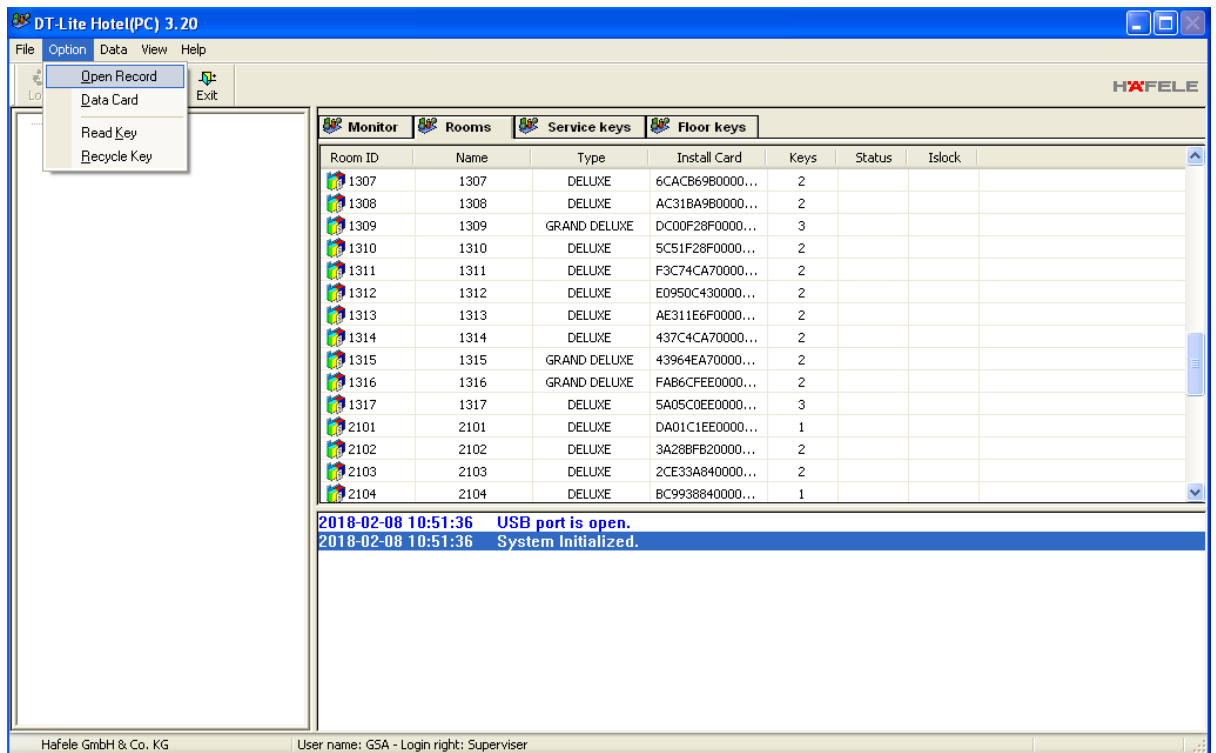 DT-Lite Hotel(PC) 3.20
File Option Data View Help
Open Record
Data Card
Read Key
Recycle Key
Lo
Exit
HÄFELE
Monitor Rooms Service keys Floor keys
Room ID Name Type Install Card Keys Status Islock
1307 1307 DELUXE 6CACB69B0000... 2
1308 1308 DELUXE AC31BA9B0000... 2
1309 1309 GRAND DELUXE DC00F28F0000... 3
1310 1310 DELUXE 5C51F28F0000... 2
1311 1311 DELUXE F3C74CA70000... 2
1312 1312 DELUXE E0950C430000... 2
1313 1313 DELUXE AE311E6F0000... 2
1314 1314 DELUXE 437C4CA70000... 2
1315 1315 GRAND DELUXE 43964EA70000... 2
1316 1316 GRAND DELUXE FAB6CFEE0000... 2
1317 1317 DELUXE 5A05C0EE0000... 3
2101 2101 DELUXE DA01C1EE0000... 1
2102 2102 DELUXE 3A28BFB20000... 2
2103 2103 DELUXE 2CE33A840000... 2
2104 2104 DELUXE BC9938840000... 1
2018-02-08 10:51:36 USB port is open.
2018-02-08 10:51:36 System Initialized.
Hafele GmbH & Co. KG User name: GSA - Login right: Superviser